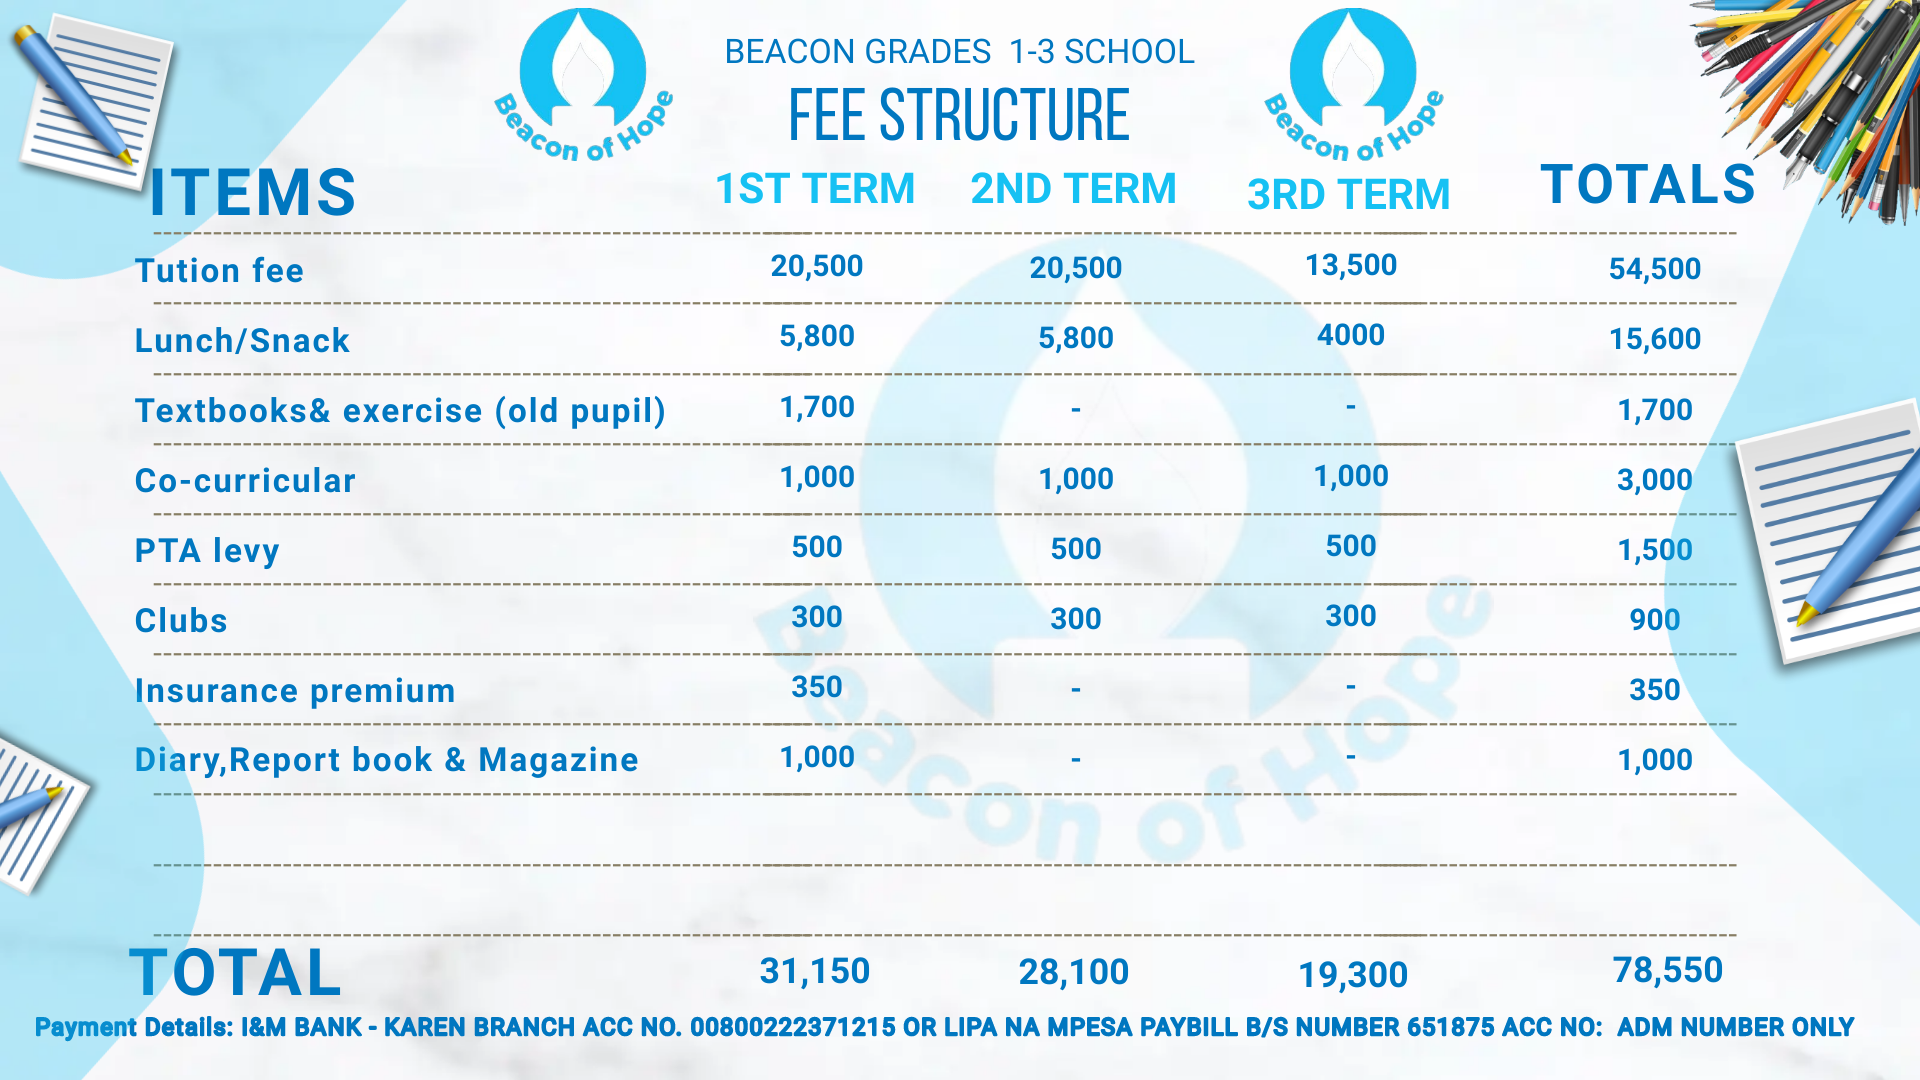 Beacon of Hope
BEACON GRADES  1-3 SCHOOL
Beacon of Hope
FEE STRUCTURE
ITEMS 1ST TERM 2ND TERM 3RD TERM TOTALS
Tution fee 20,500 20,500 13,500 54,500
Lunch/Snack 5,800 5,800 4000 15,600
Textbooks& exercise (old pupil) 1,700 - - 1,700
Co-curricular 1,000 1,000 1,000 3,000
PTA levy 500 500 500 1,500
Clubs 300 300 300 900
Insurance premium 350 - - 350
Diary,Report book & Magazine 1,000 - - 1,000
Beacon of Hope
TOTAL 31,150 28,100 19,300 78,550
Payment Details: I&M BANK - KAREN BRANCH ACC NO. 00800222371215 OR LIPA NA MPESA PAYBILL B/S NUMBER 651875 ACC NO:  ADM NUMBER ONLY